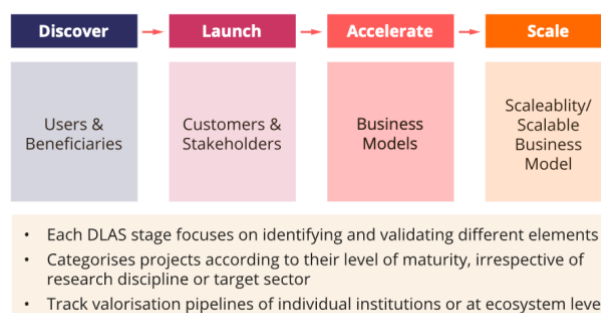 Discover
Launch
Accelerate
Scale
Users &
Beneficiaries
Customers &
Stakeholders
Business
Models
Scaleablity/
Scalable
Business
Model
• Each DLAS stage focuses on identifying and validating different elements
• Categorises projects according to their level of maturity, irrespective of
research discipline or target sector
• Track valorisation pipelines of individual institutions or at ecosystem leve